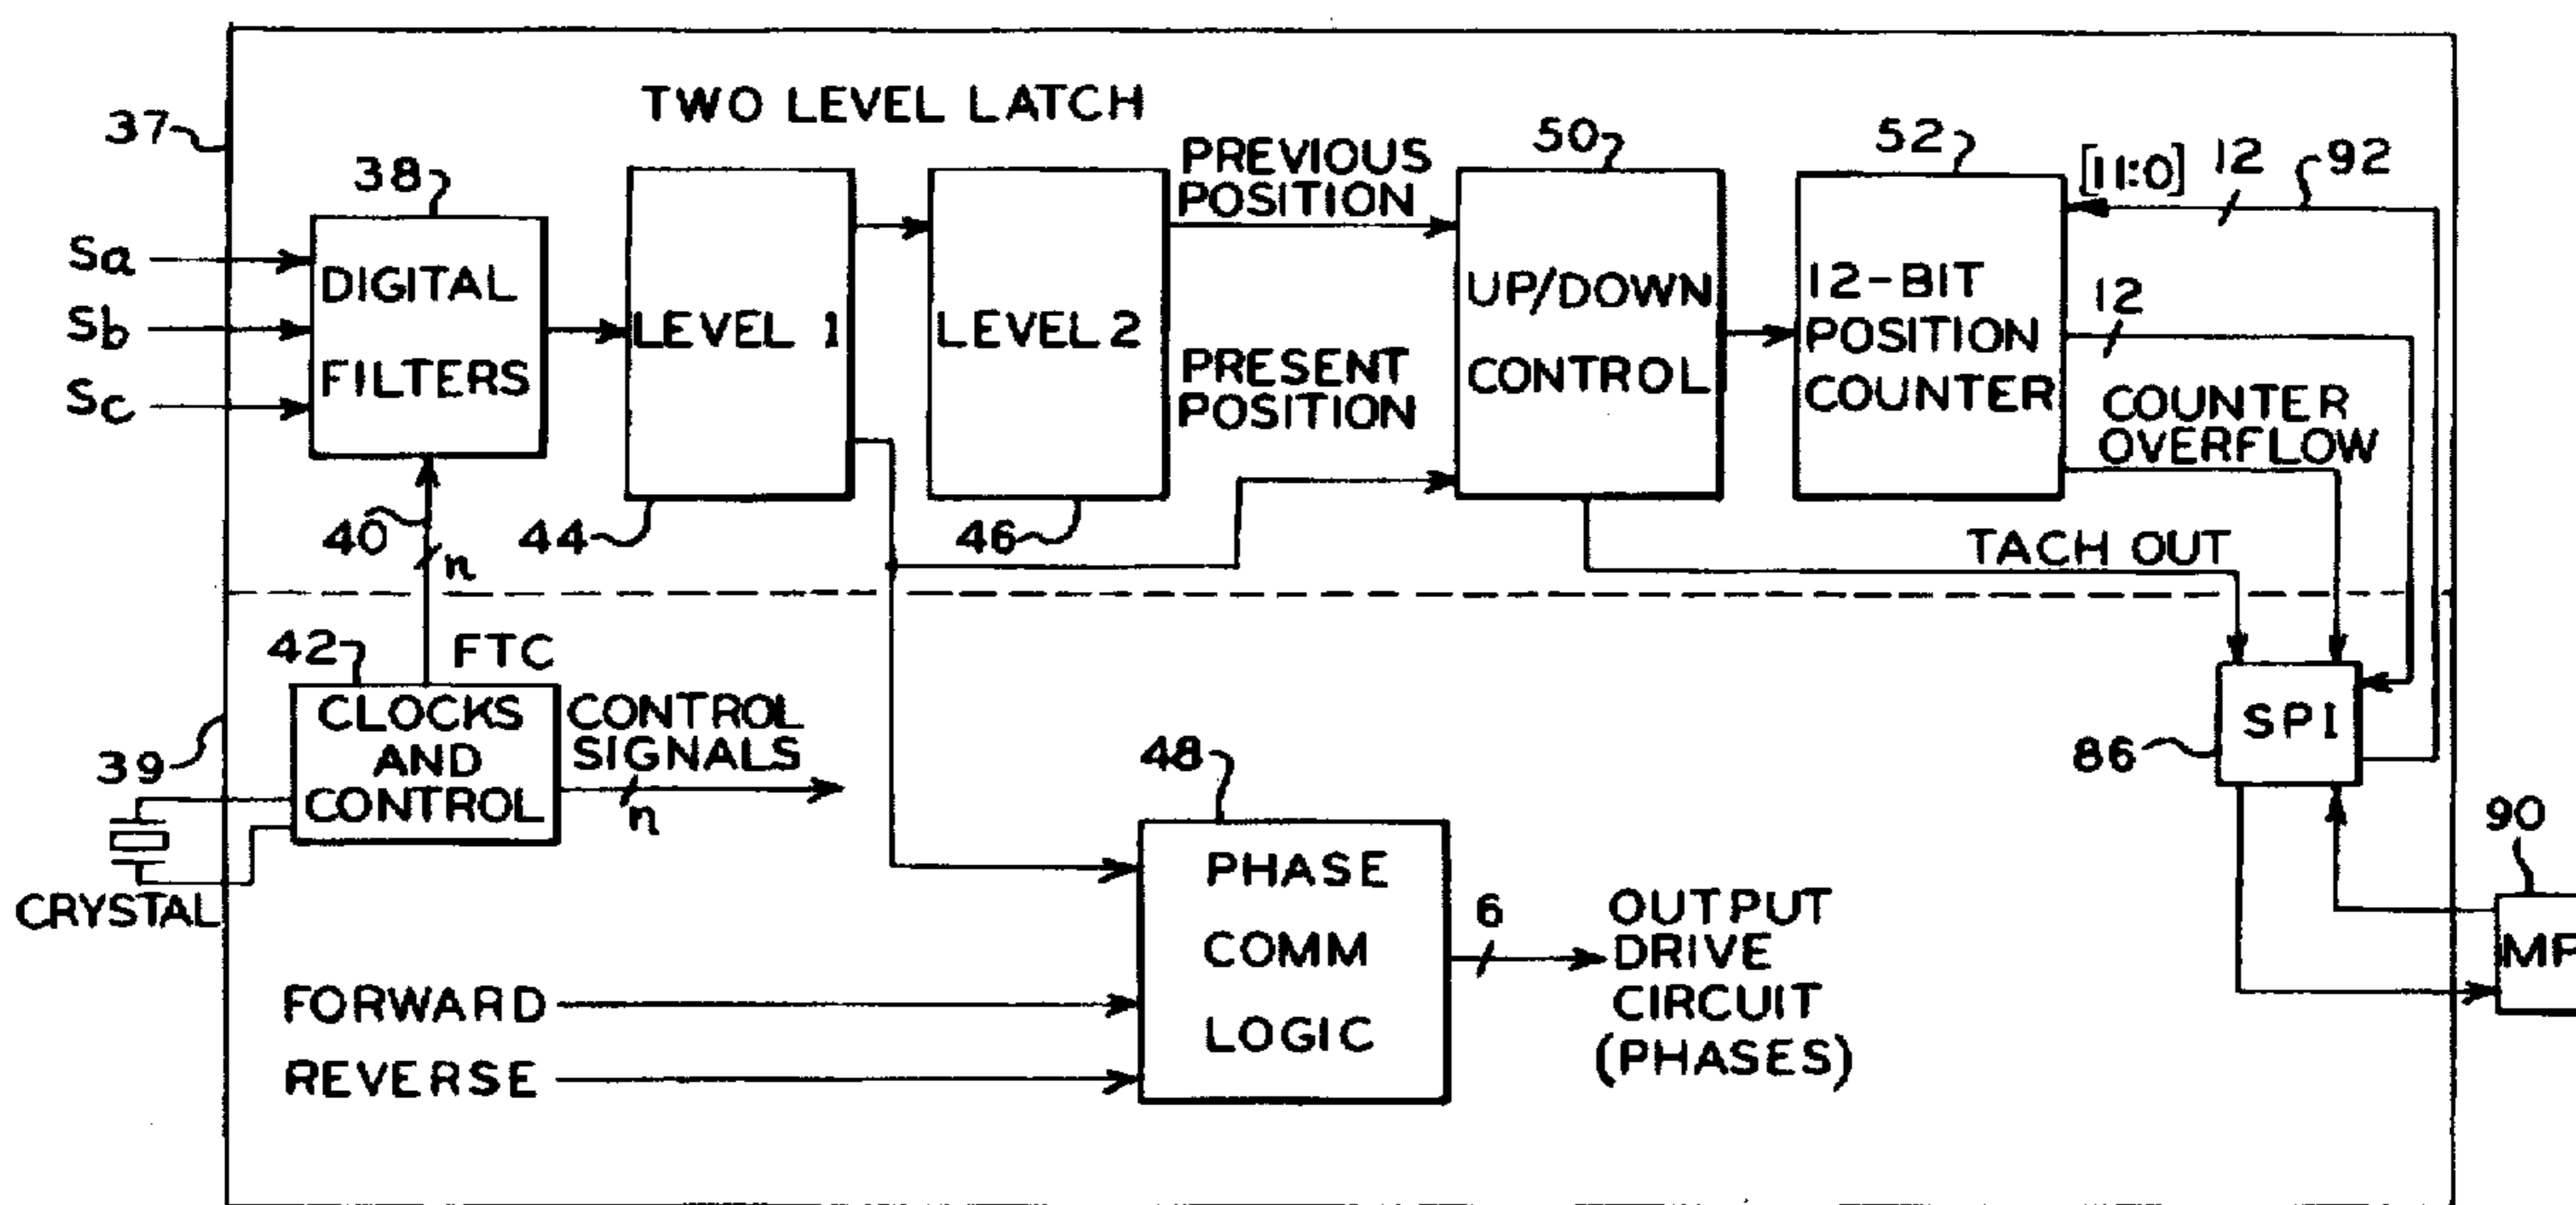 TWO LEVEL LATCH
37
38
Sa
Sb
Sc
DIGITAL
FILTERS
40
n
LEVEL 1
44
LEVEL 2
46
PREVIOUS
POSITION
PRESENT
POSITION
50
UP/DOWN
CONTROL
52
12-BIT
POSITION
COUNTER
[11:0]
12
92
12
COUNTER
OVERFLOW
TACH OUT
42
FTC
CLOCKS
AND
CONTROL
CONTROL
SIGNALS
n
39
CRYSTAL
FORWARD
REVERSE
48
PHASE
COMM
LOGIC
6
OUTPUT
DRIVE
CIRCUIT
(PHASES)
86
SPI
90